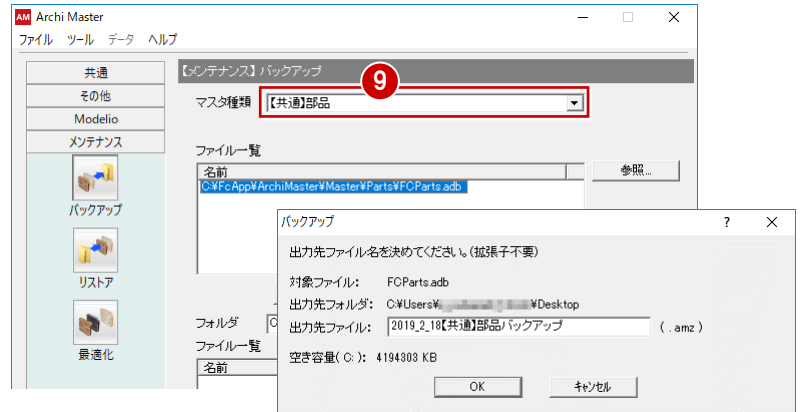 AM Archi Master
ファイル ツール データ ヘルプ
共通
その他
Modelio
メンテナンス
バックアップ
リストア
最適化
【メンテナンス】バックアップ
9
マスタ種類 【共通】部品
ファイル一覧
名前
C:¥FcApp¥ArchiMaster¥Master¥Parts¥FCParts.adb
参照...
フォルダ C
ファイル一覧
名前
バックアップ ? ×
出力先ファイル名を決めてください。(拡張子不要)
対象ファイル: FCParts.adb
出力先フォルダ: C:¥Users¥ ¥Desktop
出力先ファイル: 2019_2_18【共通】部品バックアップ (.amz)
空き容量( C: ): 4194303 KB
OK キャンセル